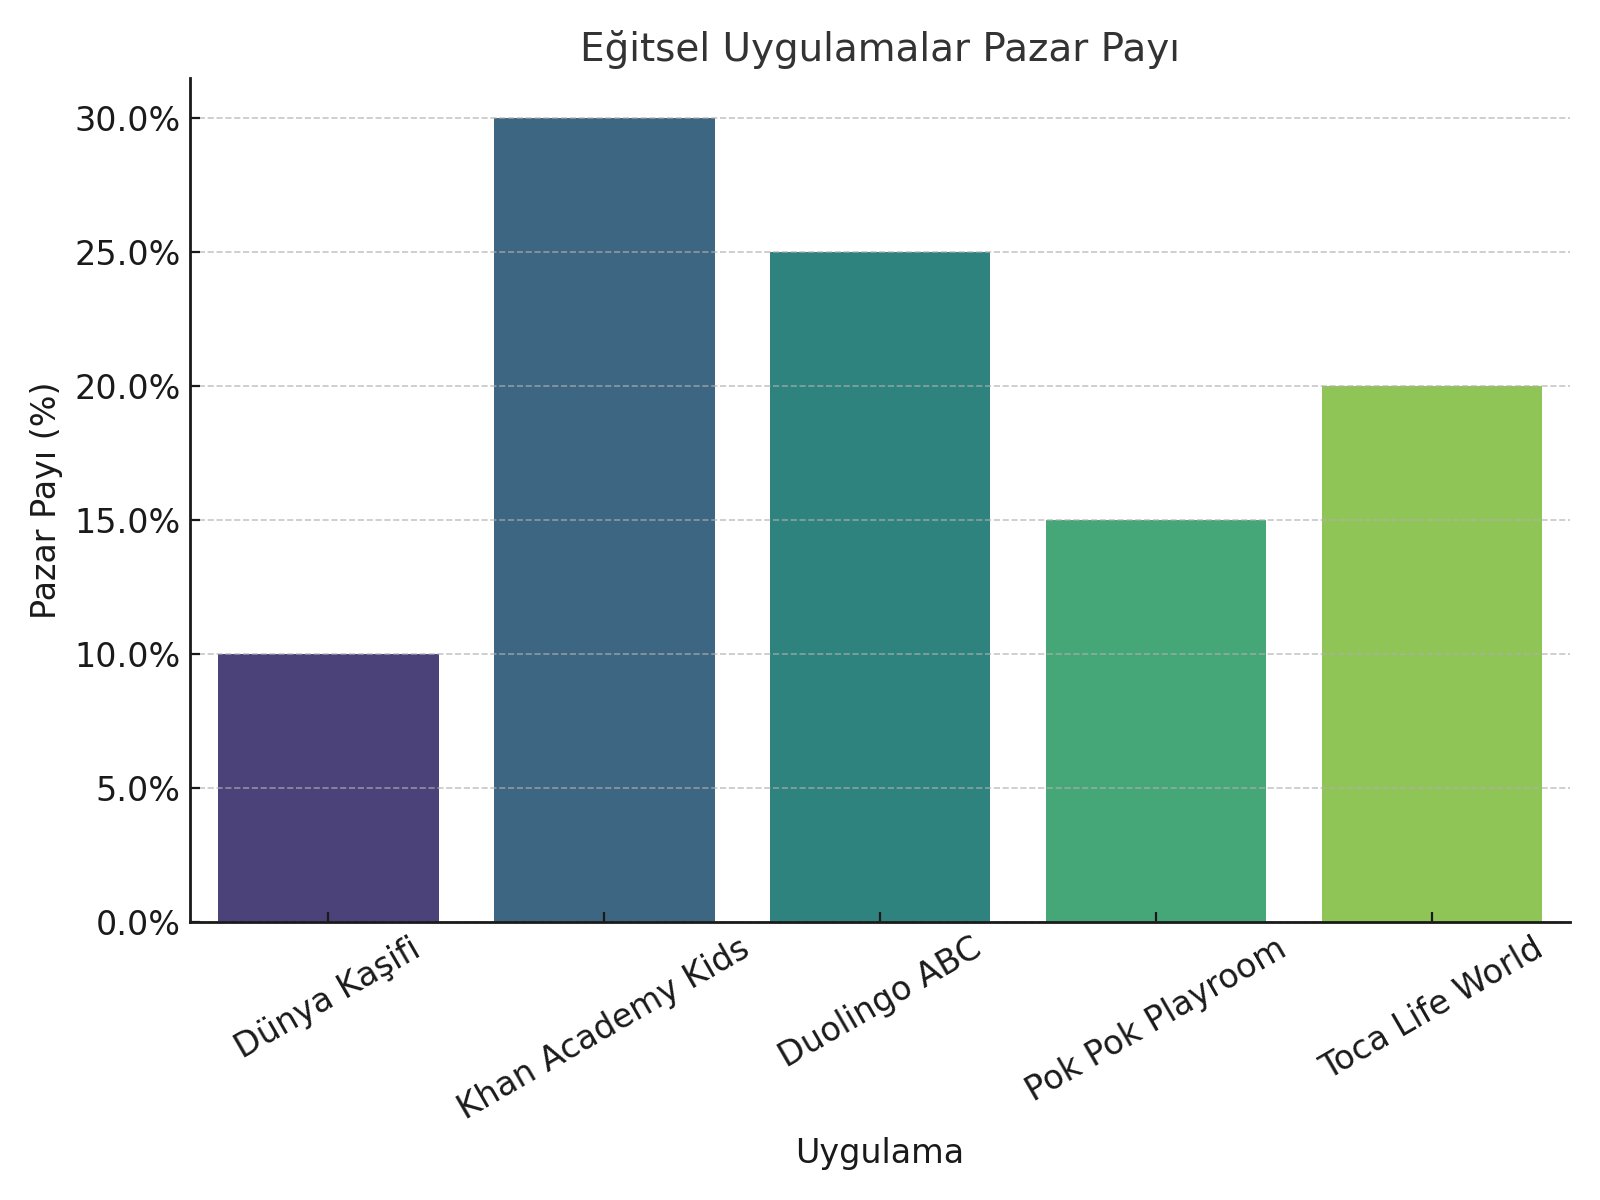 Eğitsel Uygulamalar Pazar Payı
30.0%
25.0%
20.0%
15.0%
10.0%
5.0%
0.0%
Pazar Payı (%)
Dünya Kaşifi
Khan Academy Kids
Duolingo ABC
Pok Pok Playroom
Toca Life World
Uygulama